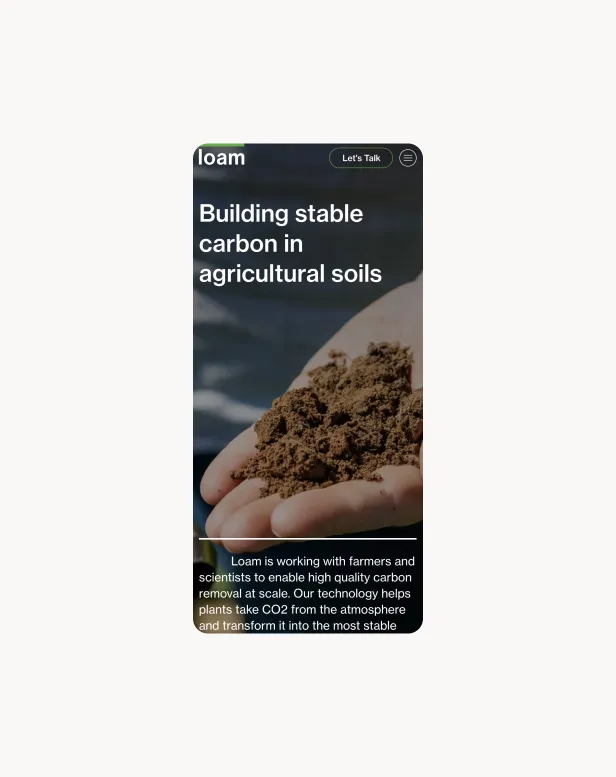 loam
Let's Talk
Building stable
carbon in
agricultural soils
Loam is working with farmers and
scientists to enable high quality carbon
removal at scale. Our technology helps
plants take CO2 from the atmosphere
and transform it into the most stable